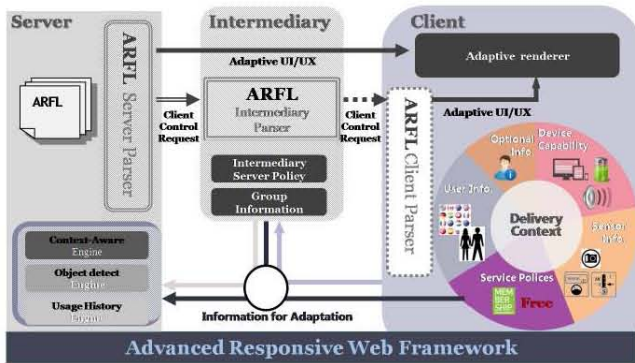 Server
Intermediary
Client
ARFL
ARFL
Server Parser
Adaptive UI/UX
Adaptive renderer
ARFL
Intermediary
Parser
Client
Control
Request
Client
Control
Request
ARFL Client Parser
Adaptive UI/UX
Intermediary
Server Policy
Group
Information
Optional
Info
Device
Capability
User Info.
Delivery
Context
Sensor
Info.
Service Polices
MEM
BER
SHIP
Free
Context-Aware
Engine
Object detect
Engine
Usage History
Engine
Information for Adaptation
Advanced Responsive Web Framework